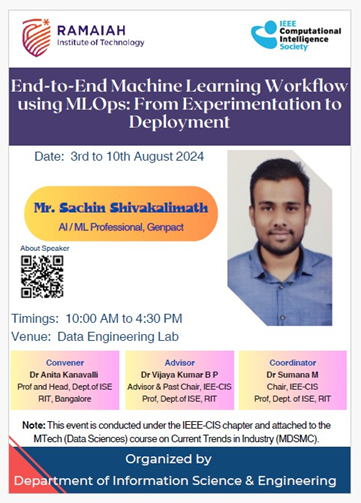 RAMAIAH
Institute of Technology
IEEE
Computational
Intelligence
Society
End-to-End Machine Learning Workflow
using MLOps: From Experimentation to
Deployment
Date: 3rd to 10th August 2024
Mr. Sachin Shivakalimath
AI / ML Professional, Genpact
About Speaker
Timings: 10:00 AM to 4:30 PM
Venue: Data Engineering Lab
Convener
Dr Anita Kanavalli
Prof and Head, Dept.of ISE
RIT, Bangalore
Advisor
Dr Vijaya Kumar B P
Advisor & Past Chair, IEE-CIS
Prof, Dept.of ISE, RIT
Coordinator
Dr Sumana M
Chair, IEE-CIS
Prof, Dept. of ISE, RIT
Note: This event is conducted under the IEEE-CIS chapter and attached to the
MTech (Data Sciences) course on Current Trends in Industry (MDSMC).
Organized by
Department of Information Science & Engineering